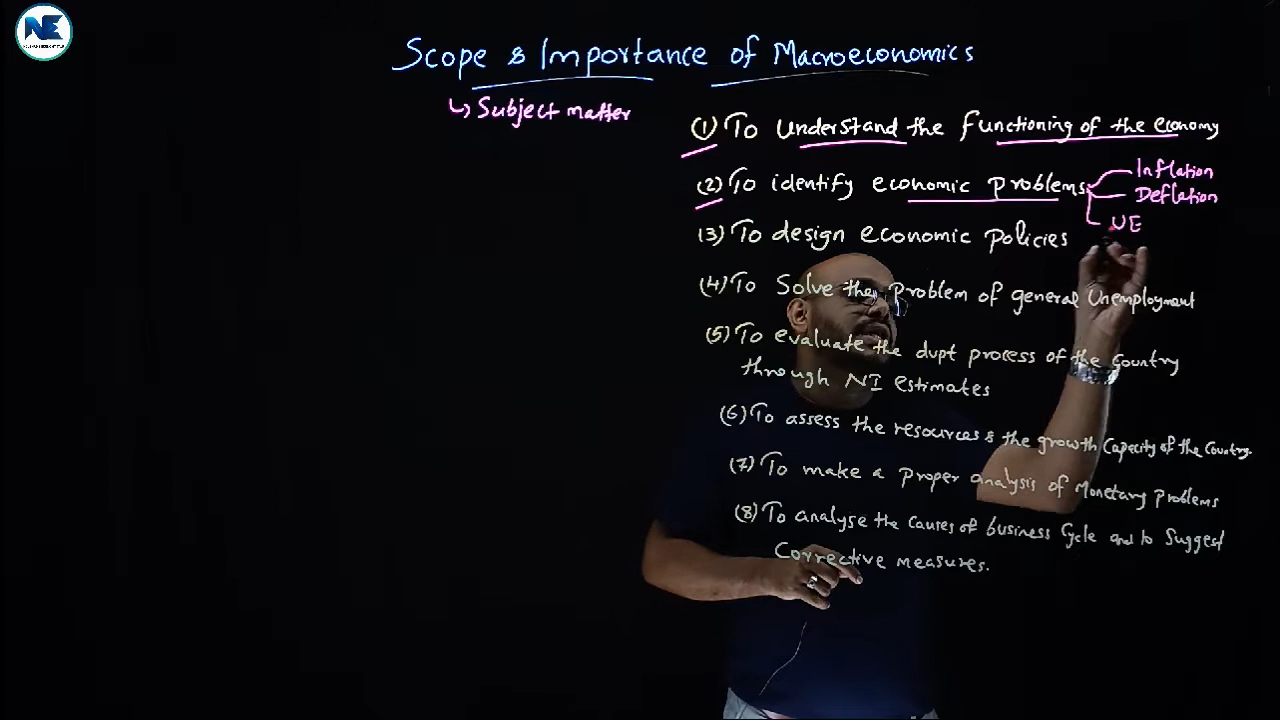 NE
Scope & Importance of Macroeconomics
↳ Subject matter
(1) To understand the functioning of the economy
(2) To identify economic problems
Inflation
Deflation
UE
(3) To design economic policies
(4) To Solve the problem of general Unemployment
(5) To evaluate the dvpt process of the Country
through NI estimates
(6) To assess the resources & the growth Capacity of the Country.
(7) To make a proper analysis of Monetary problems
(8) To analyse the Causes of business Cycle and to Suggest
Corrective measures.